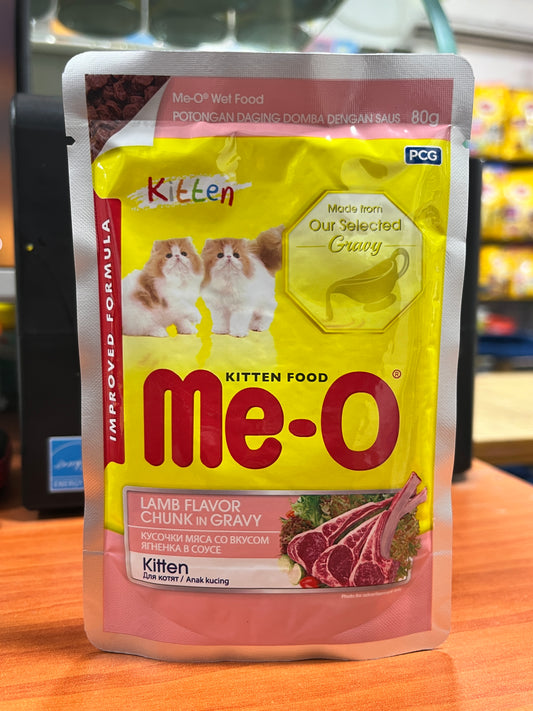 Me-O® Wet Food
POTONGAN DAGING DOMBA DENGAN SAUS 80g
PCG
Kitten
Made from
Our Selected
Gravy
IMPROVED FORMULA
KITTEN FOOD
Me-O®
LAMB FLAVOR
CHUNK IN GRAVY
КУСОЧКИ МЯСА СО ВКУСОМ
ЯГНЕНКА В СОУСЕ
Kitten
Для котят / Anak kucing